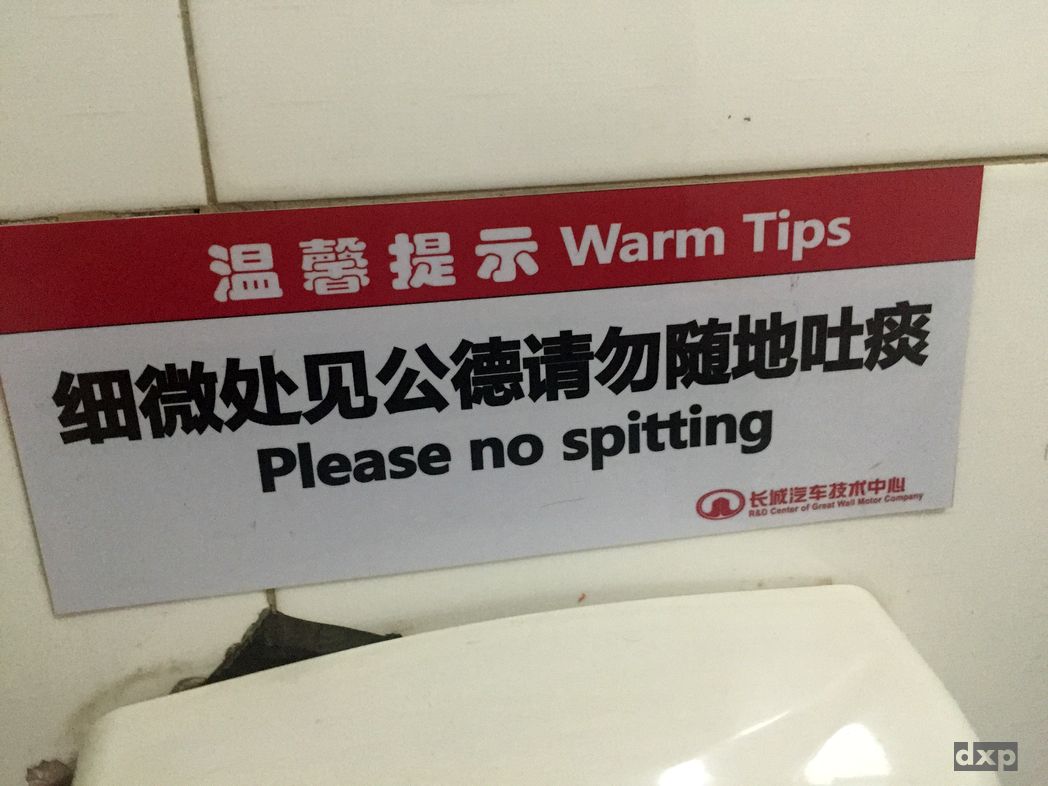 温馨提示 Warm Tips
细微处见公德请勿随地吐痰
Please no spitting
长城汽车技术中心
R&D Center of Great Wall Motor Company
dxp